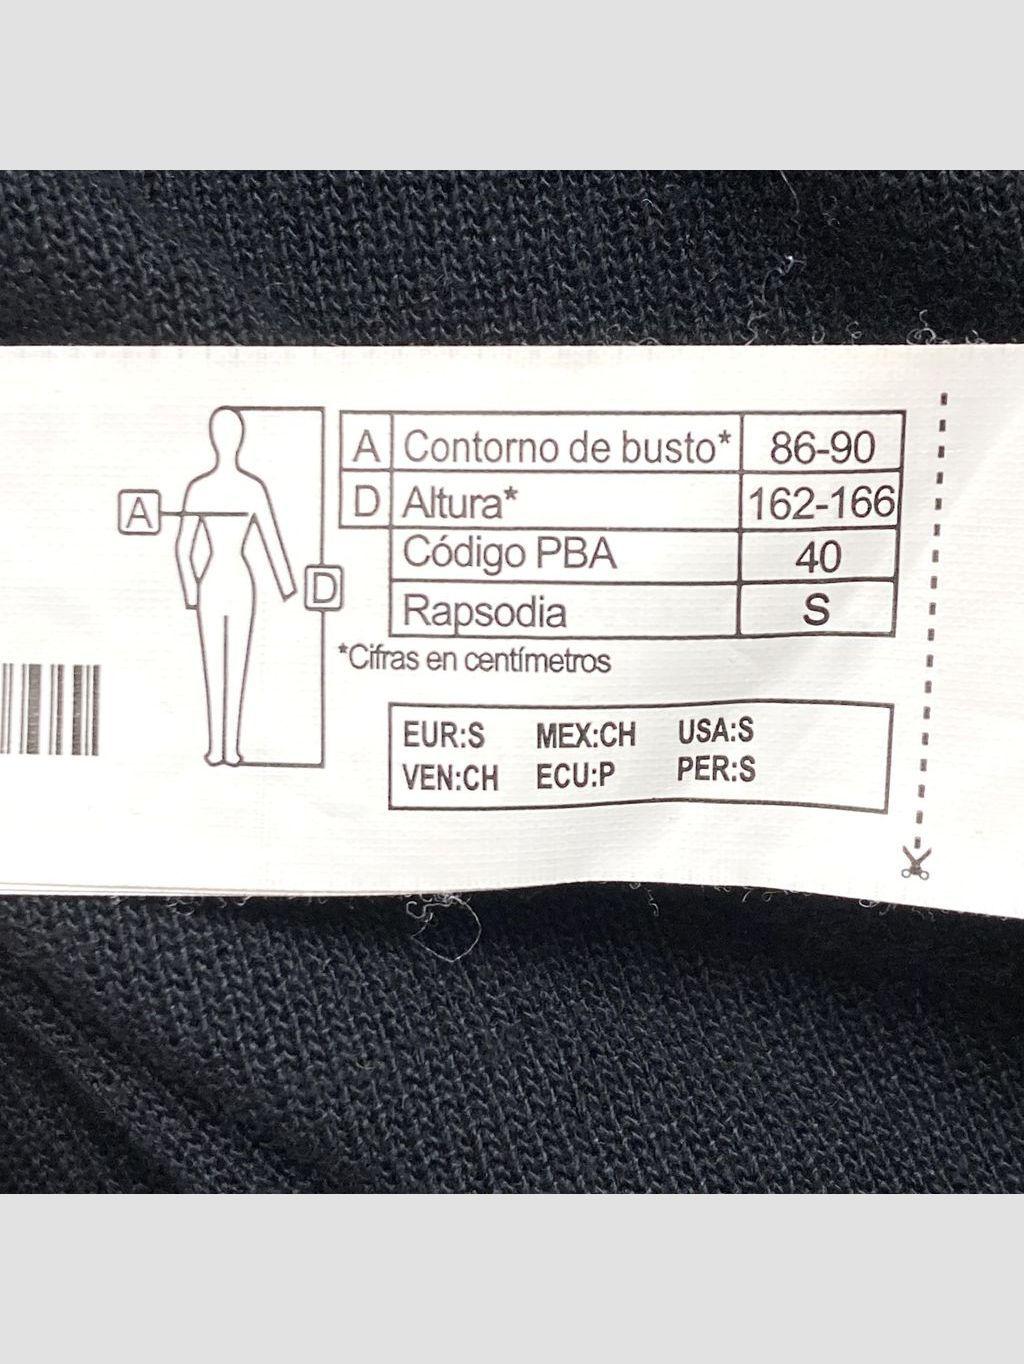 A Contorno de busto* 86-90
D Altura* 162-166
Código PBA 40
Rapsodia S
*Cifras en centímetros
A
D
EUR:S MEX:CH USA:S
VEN:CH ECU:P PER:S